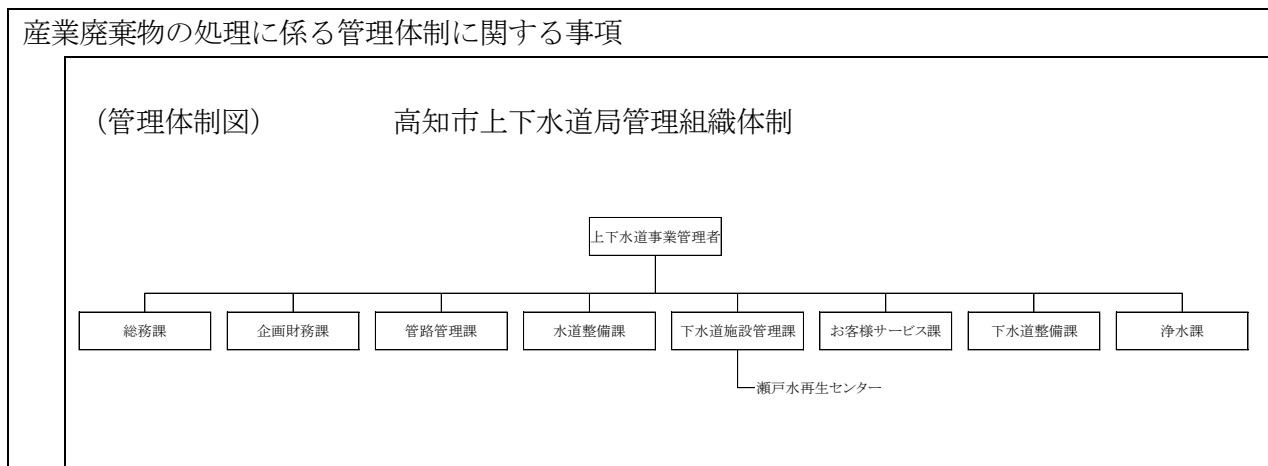 産業廃棄物の処理に係る管理体制に関する事項
（管理体制図）　高知市上下水道局管理組織体制
上下水道事業管理者
総務課　企画財務課　管路管理課　水道整備課　下水道施設管理課　お客様サービス課　下水道整備課　浄水課
瀬戸水再生センター